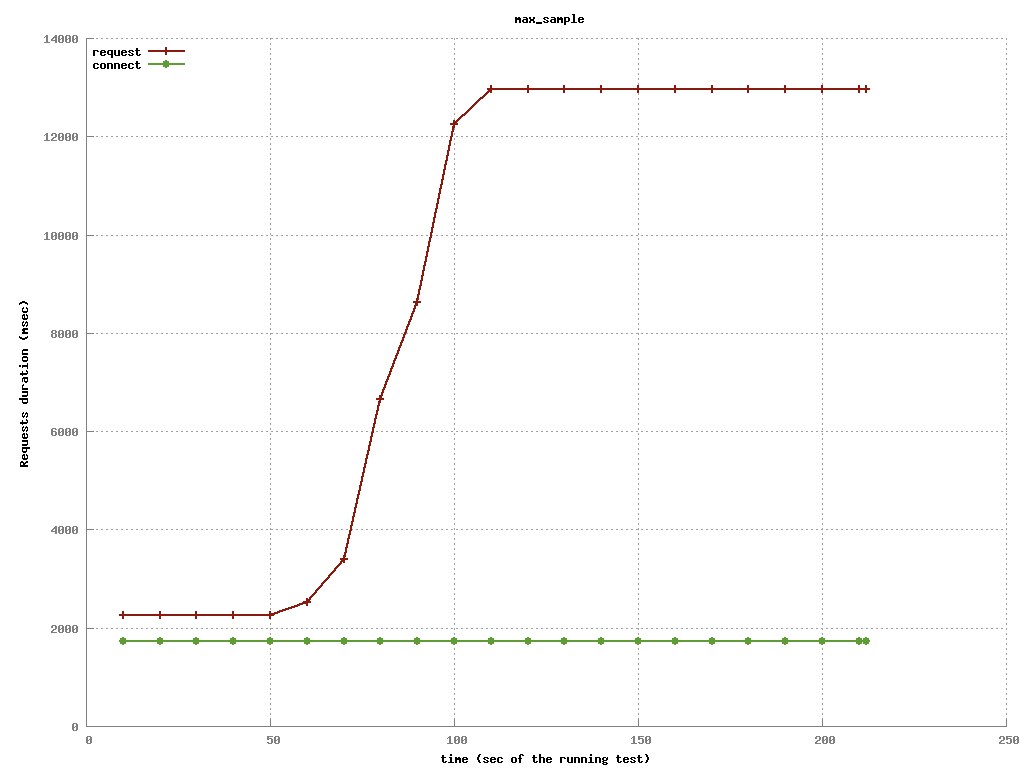 max_sample
request
connect
14000
12000
10000
8000
6000
4000
2000
0
Requests duration (msec)
0 50 100 150 200 250
time (sec of the running test)